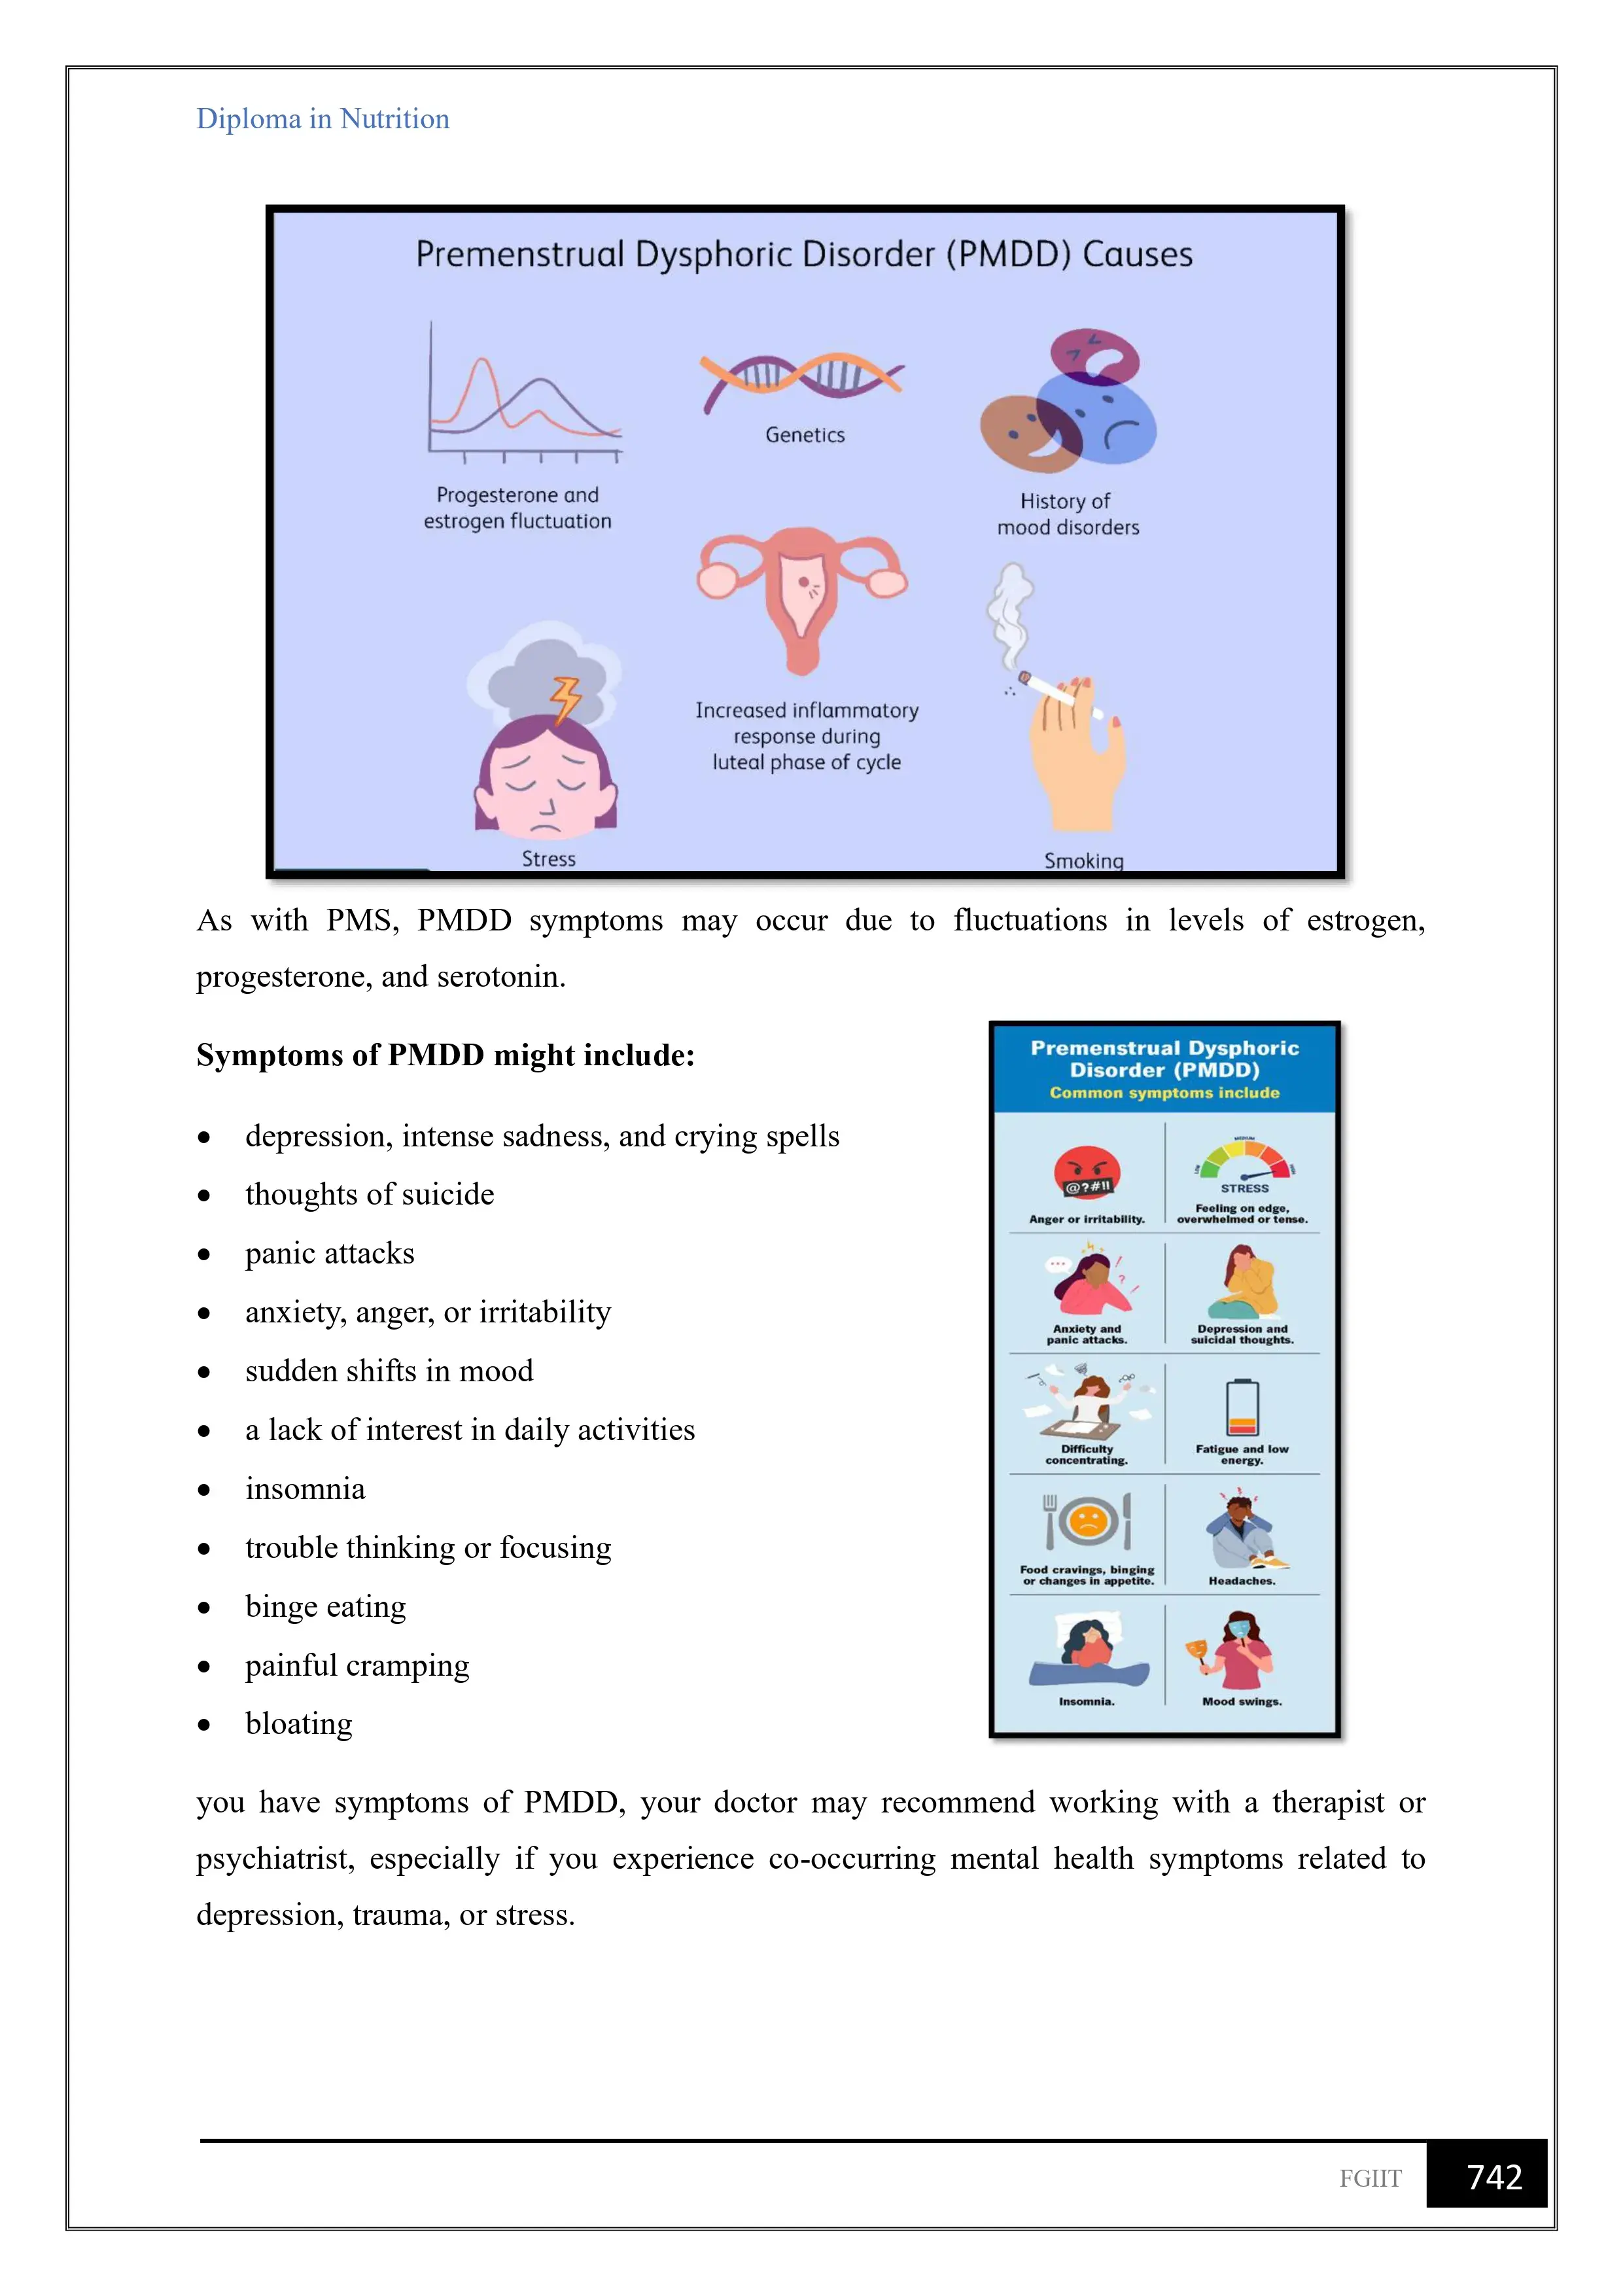 Diploma in Nutrition
Premenstrual Dysphoric Disorder (PMDD) Causes
Progesterone and
estrogen fluctuation
Genetics
History of
mood disorders
Increased inflammatory
response during
luteal phase of cycle
Stress
Smoking
As with PMS, PMDD symptoms may occur due to fluctuations in levels of estrogen,
progesterone, and serotonin.
Symptoms of PMDD might include:
• depression, intense sadness, and crying spells
• thoughts of suicide
• panic attacks
• anxiety, anger, or irritability
• sudden shifts in mood
• a lack of interest in daily activities
• insomnia
• trouble thinking or focusing
• binge eating
• painful cramping
• bloating
Premenstrual Dysphoric
Disorder (PMDD)
Common symptoms include
@?#!!
Anger or irritability.
LOW
MEDIUM
HIGH
STRESS
Feeling on edge,
overwhelmed or tense.
Anxiety and
panic attacks.
Depression and
suicidal thoughts.
Difficulty
concentrating.
Fatigue and low
energy.
Food cravings, binging
or changes in appetite.
Headaches.
Insomnia.
Mood swings.
you have symptoms of PMDD, your doctor may recommend working with a therapist or
psychiatrist, especially if you experience co-occurring mental health symptoms related to
depression, trauma, or stress.
FGIIT
742